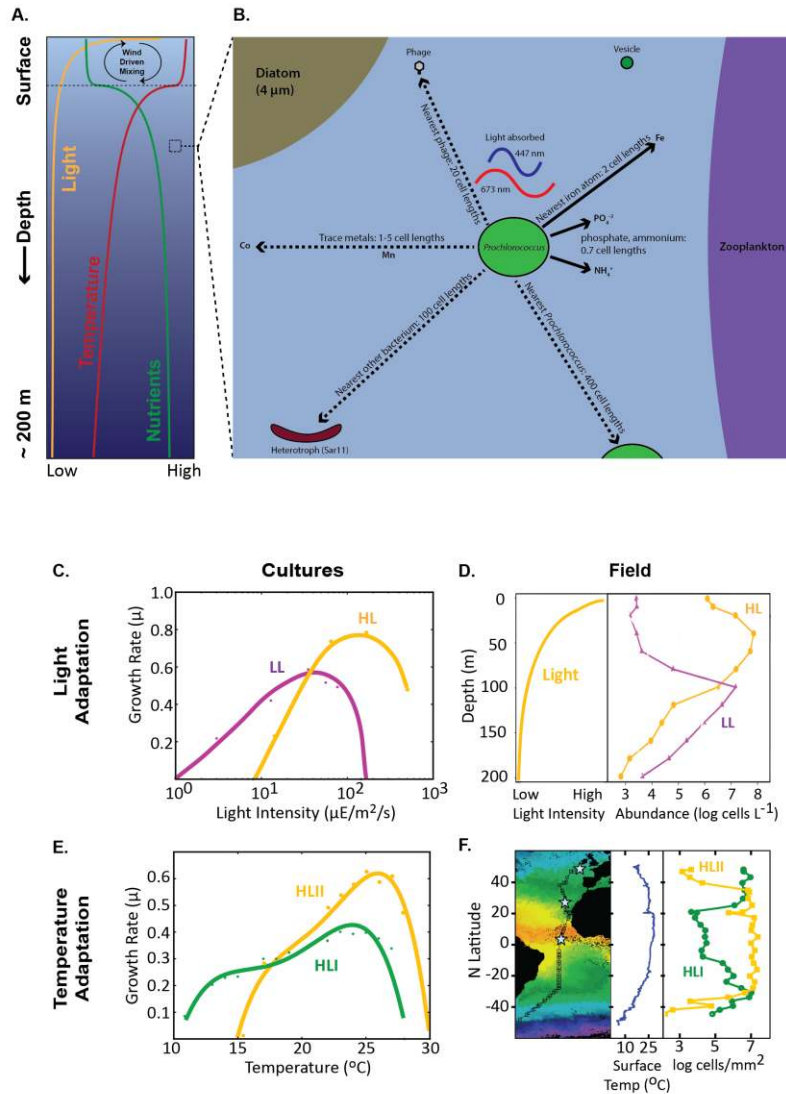 A.
Surface
Depth
~ 200 m
Wind
Driven
Mixing
Light
Temperature
Nutrients
Low
High
B.
Diatom
(4 µm)
Phage
Vesicle
Light absorbed
447 nm
673 nm
Nearest phage: 20 cell lengths
Nearest iron atom: 2 cell lengths
Fe
Co
Trace metals: 1-5 cell lengths
Mn
Prochlorococcus
PO₄⁻³
phosphate, ammonium:
0.7 cell lengths
NH₄⁺
Zooplankton
Nearest other bacterium: 100 cell lengths
Nearest Prochlorococcus: 400 cell lengths
Heterotroph (Sar11)
Cultures
Field
C.
Light
Adaptation
Growth Rate (µ)
1.0
0.8
0.6
0.4
0.2
LL
HL
10⁰
10¹
10²
10³
Light Intensity (µE/m²/s)
D.
Depth (m)
0
50
100
150
200
Light
HL
LL
Low
High
Light Intensity
3 4 5 6 7 8
Abundance (log cells L⁻¹)
E.
Temperature
Adaptation
Growth Rate (µ)
0.6
0.5
0.4
0.3
0.2
0.1
HLII
HLI
10 15 20 25 30
Temperature (°C)
F.
N Latitude
40
20
0
-20
-40
HLII
HLI
10 25
Surface
Temp (°C)
3 5 7
log cells/mm²